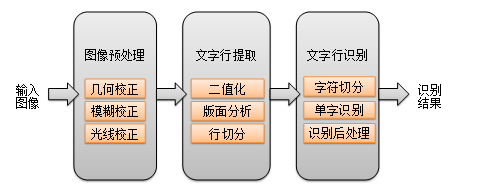 输入
图像
图像预处理
几何校正
模糊校正
光线校正
文字行提取
二值化
版面分析
行切分
文字行识别
字符切分
单字识别
识别后处理
识别
结果